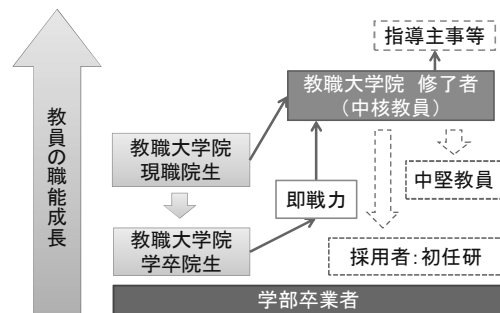 指導主事等
教職大学院 修了者
(中核教員)
教員の職能成長
教職大学院
現職院生
中堅教員
即戦力
教職大学院
学卒院生
採用者:初任研
学部卒業者